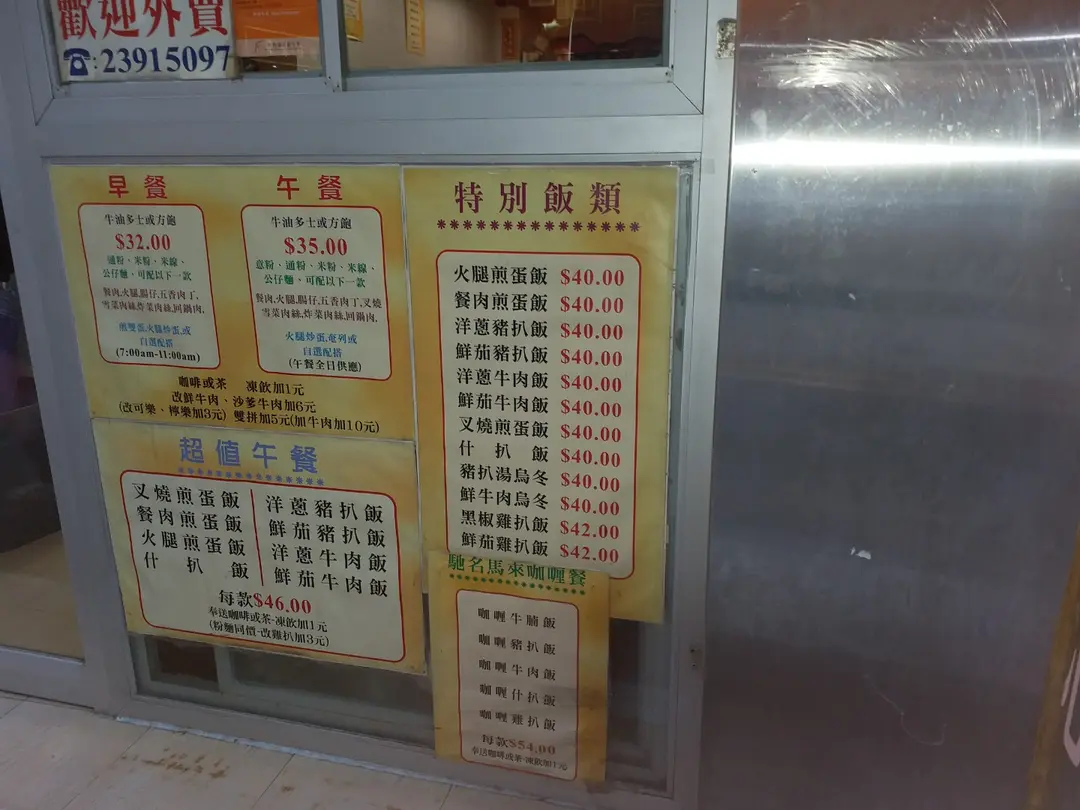 歡迎外賣
☎:23915097
早餐
牛油多士或方飽
$32.00
通粉、米粉、米線、
公仔麵，可配以下一款
餐肉,火腿,腸仔,五香肉丁,
雪菜肉絲,炸菜肉絲,回鍋肉,
煎雙蛋,火腿炒蛋,或
自選配搭
(7:00am-11:00am)
午餐
牛油多士或方飽
$35.00
意粉、通粉、米粉、米線、
公仔麵，可配以下一款
餐肉,火腿,腸仔,五香肉丁,叉燒
雪菜肉絲,炸菜肉絲,回鍋肉,
火腿炒蛋,奄列或
自選配搭
(午餐全日供應)
咖啡或茶 凍飲加1元
改鮮牛肉、沙爹牛肉加6元
(改可樂、檸樂加3元) 雙拼加5元(加牛肉加10元)
超值午餐
叉燒煎蛋飯
餐肉煎蛋飯
火腿煎蛋飯
什扒飯
洋蔥豬扒飯
鮮茄豬扒飯
洋蔥牛肉飯
鮮茄牛肉飯
每款$46.00
奉送咖啡或茶-凍飲加1元
(粉麵同價-改雞扒加3元)
特別飯類
火腿煎蛋飯 $40.00
餐肉煎蛋飯 $40.00
洋蔥豬扒飯 $40.00
鮮茄豬扒飯 $40.00
洋蔥牛肉飯 $40.00
鮮茄牛肉飯 $40.00
叉燒煎蛋飯 $40.00
什扒飯 $40.00
豬扒湯烏冬 $40.00
鮮牛肉烏冬 $40.00
黑椒雞扒飯 $42.00
鮮茄雞扒飯 $42.00
馳名馬來咖喱餐
咖喱牛腩飯
咖喱豬扒飯
咖喱牛肉飯
咖喱什扒飯
咖喱雞扒飯
每款$54.00
奉送咖啡或茶-凍飲加1元